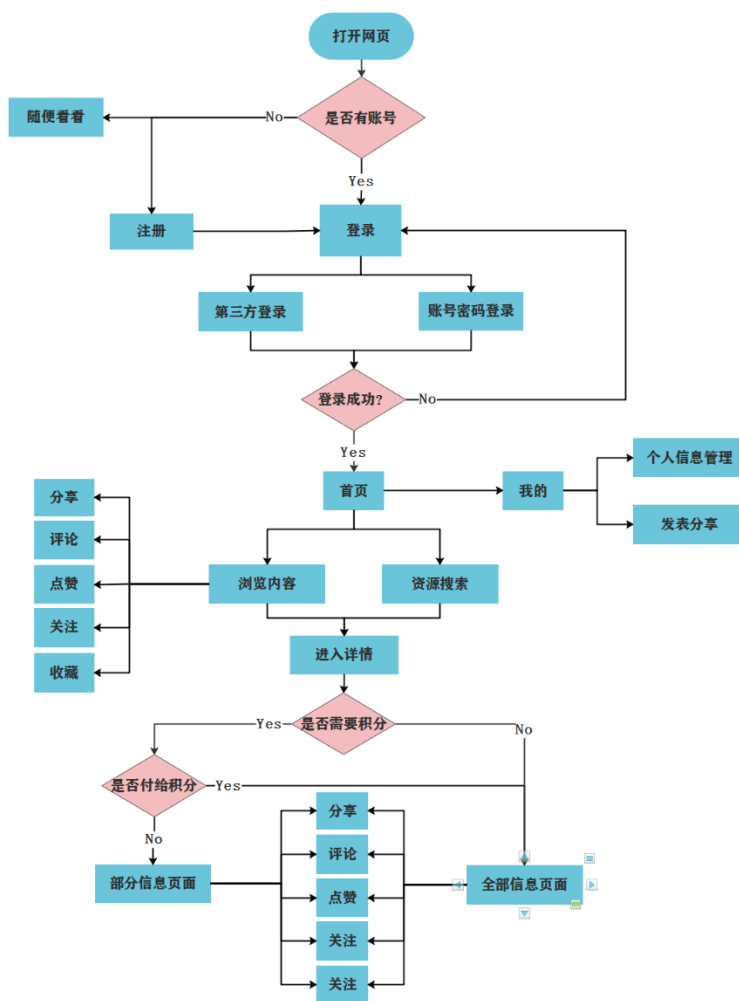 打开网页
是否有账号
No
随便看看
Yes
注册
登录
第三方登录
账号密码登录
登录成功?
No
Yes
首页
我的
个人信息管理
发表分享
分享
评论
点赞
关注
收藏
浏览内容
资源搜索
进入详情
是否需要积分
Yes
No
是否付给积分
Yes
No
部分信息页面
分享
评论
点赞
关注
关注
全部信息页面